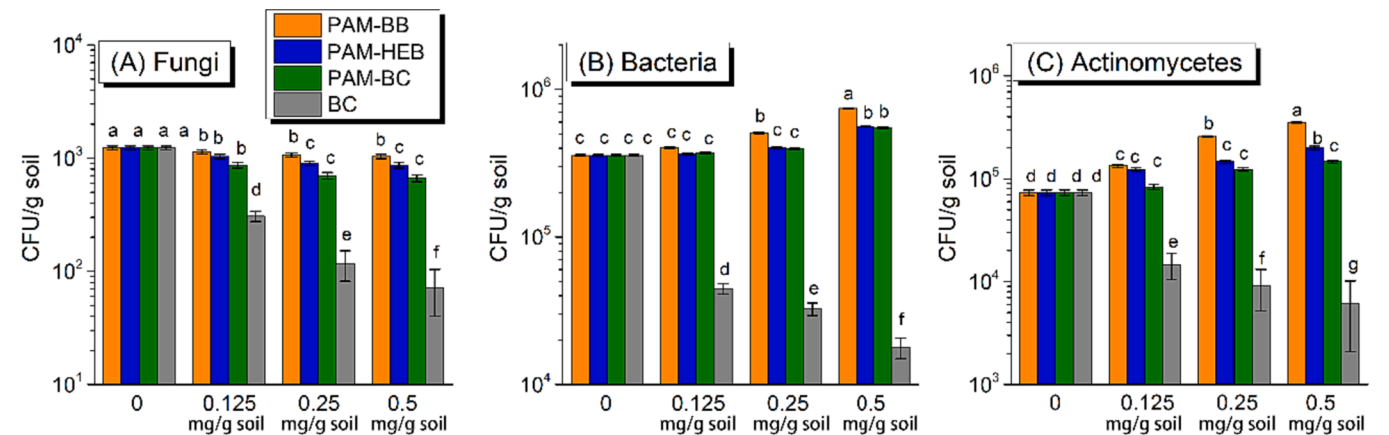 PAM-BB
PAM-HEB
PAM-BC
BC
(A) Fungi
CFU/g soil
10⁴
10³
10²
10¹
a a a a b b b d b c c e b c c f
0 0.125 0.25 0.5
mg/g soil mg/g soil mg/g soil
(B) Bacteria
CFU/g soil
10⁶
10⁵
10⁴
c c c c c c c d b c c e a b b f
0 0.125 0.25 0.5
mg/g soil mg/g soil mg/g soil
(C) Actinomycetes
CFU/g soil
10⁶
10⁵
10⁴
10³
d d d d c c c e b c c f a b c g
0 0.125 0.25 0.5
mg/g soil mg/g soil mg/g soil